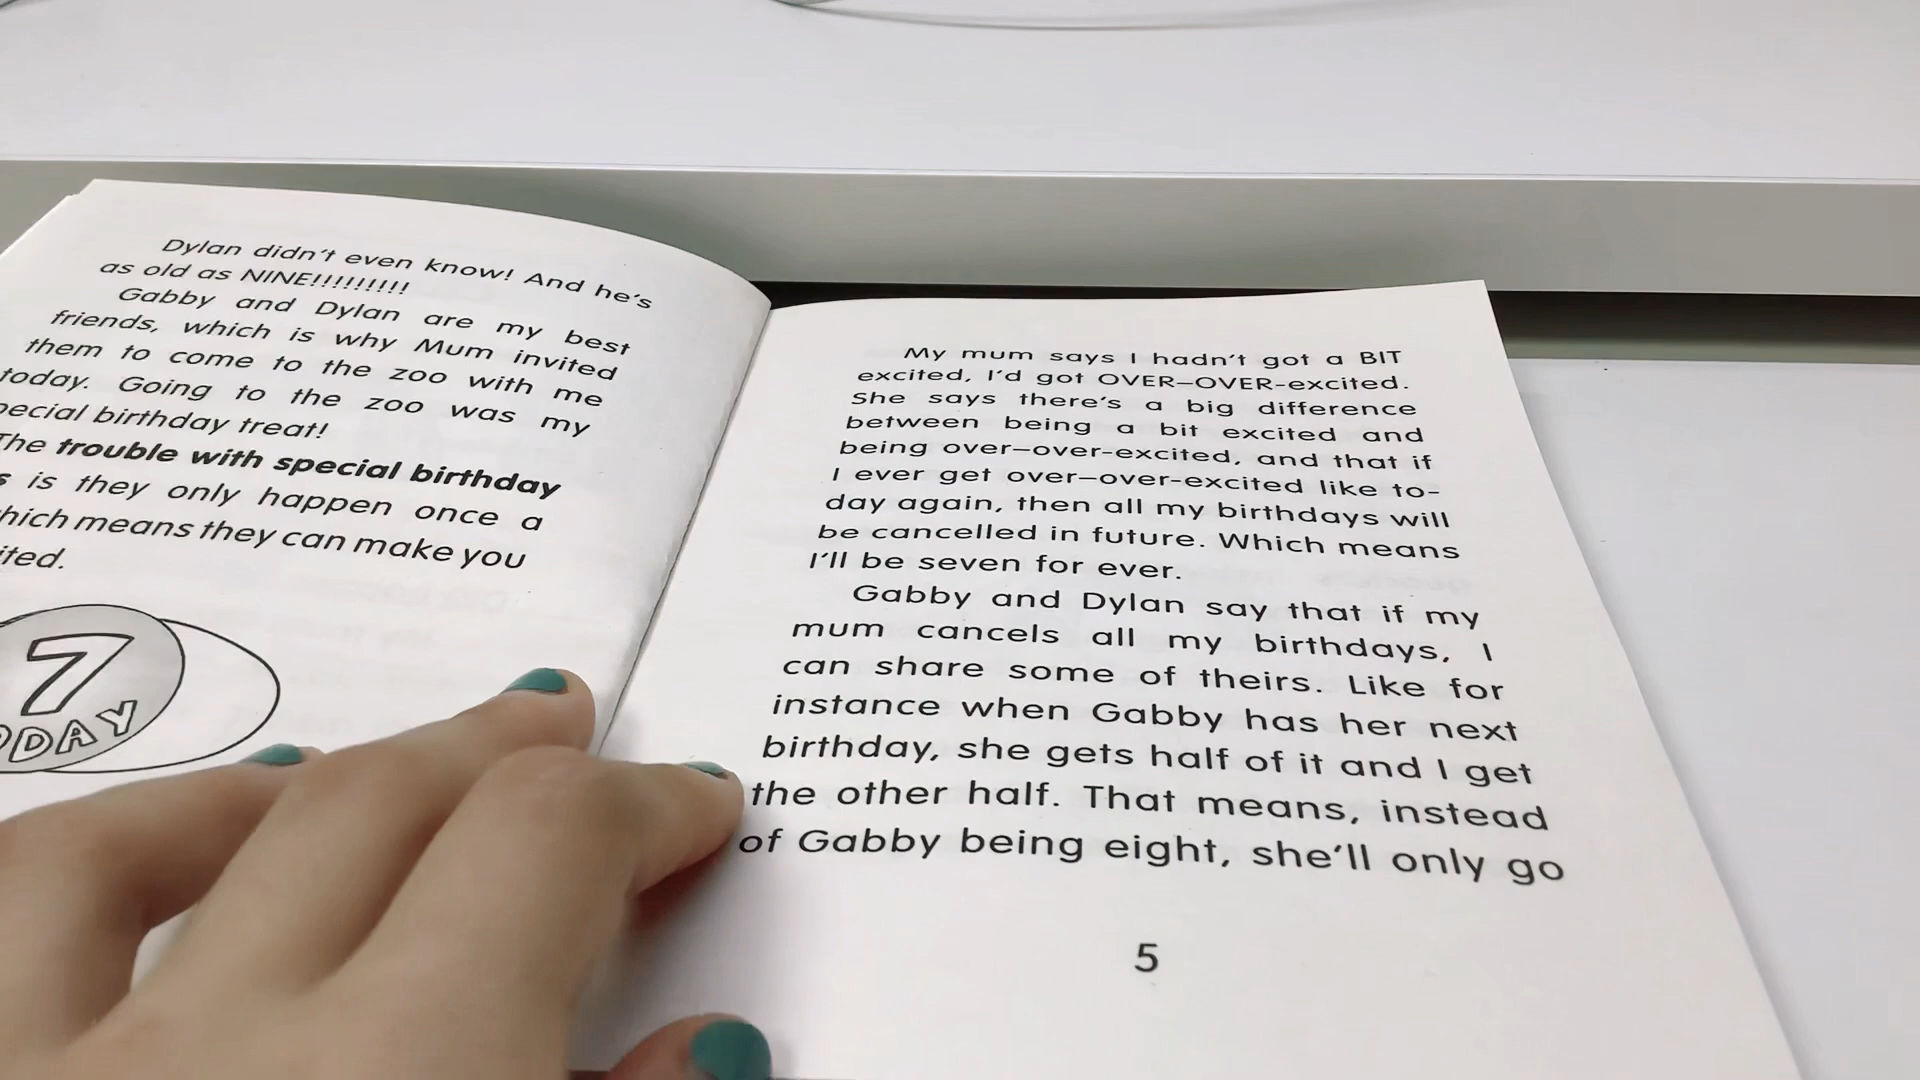 Dylan didn't even know! And he's
as old as NINE!!!!!!!!!
Gabby and Dylan are my best
friends, which is why Mum invited
them to come to the zoo with me
today. Going to the zoo was my
special birthday treat!
The trouble with special birthday
is they only happen once a
which means they can make you
7
My mum says I hadn't got a BIT
excited, I'd got OVER–OVER-excited.
She says there's a big difference
between being a bit excited and
being over–over-excited, and that if
I ever get over–over-excited like to-
day again, then all my birthdays will
be cancelled in future. Which means
I'll be seven for ever.
Gabby and Dylan say that if my
mum cancels all my birthdays, I
can share some of theirs. Like for
instance when Gabby has her next
birthday, she gets half of it and I get
the other half. That means, instead
of Gabby being eight, she'll only go
5